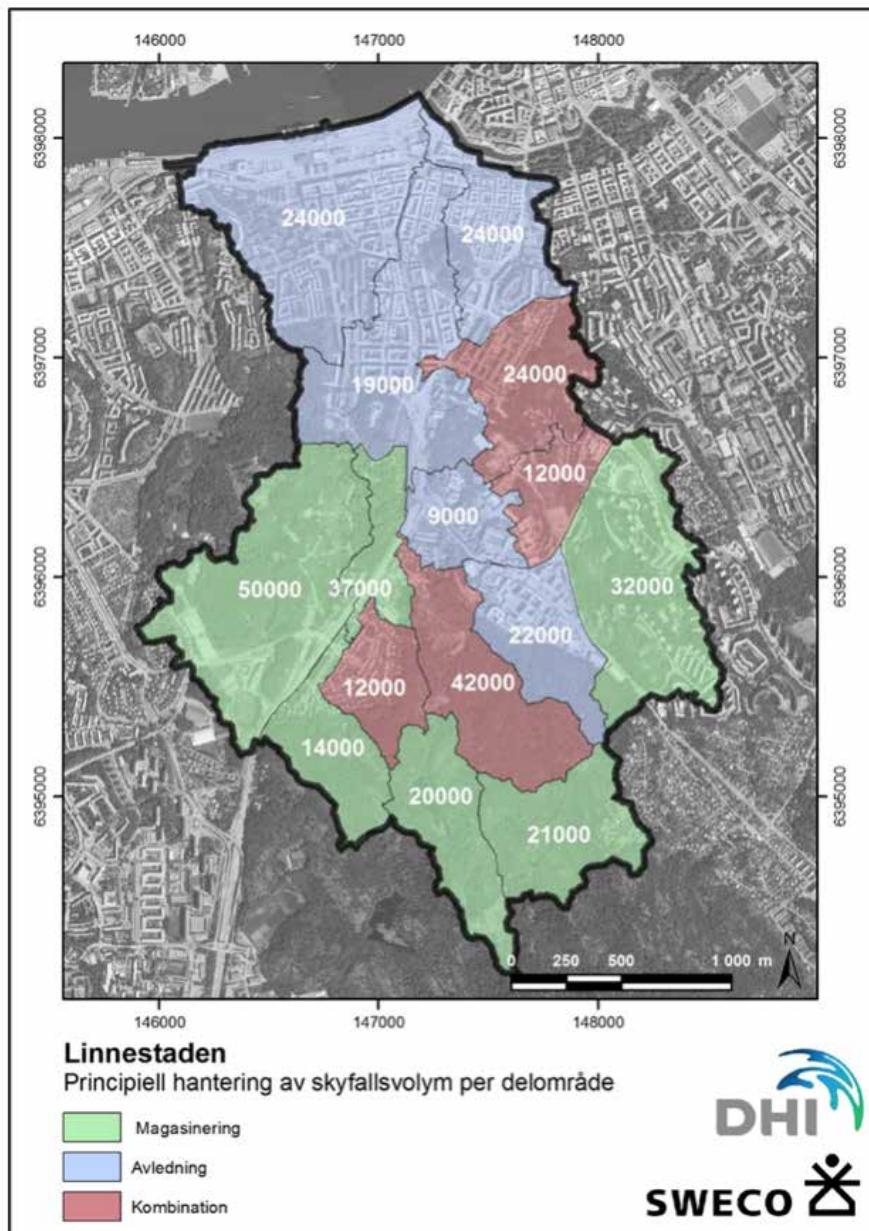 146000 147000 148000
6398000 6398000
6397000 6397000
6396000 6396000
6395000 6395000
24000
24000
24000
19000
12000
9000
50000
37000
32000
22000
12000
42000
14000
20000
21000
N
0 250 500 1 000 m
146000 147000 148000
Linnestaden
Principiell hantering av skyfallsvolym per delområde
Magasinering
Avledning
Kombination
DHI
SWECO